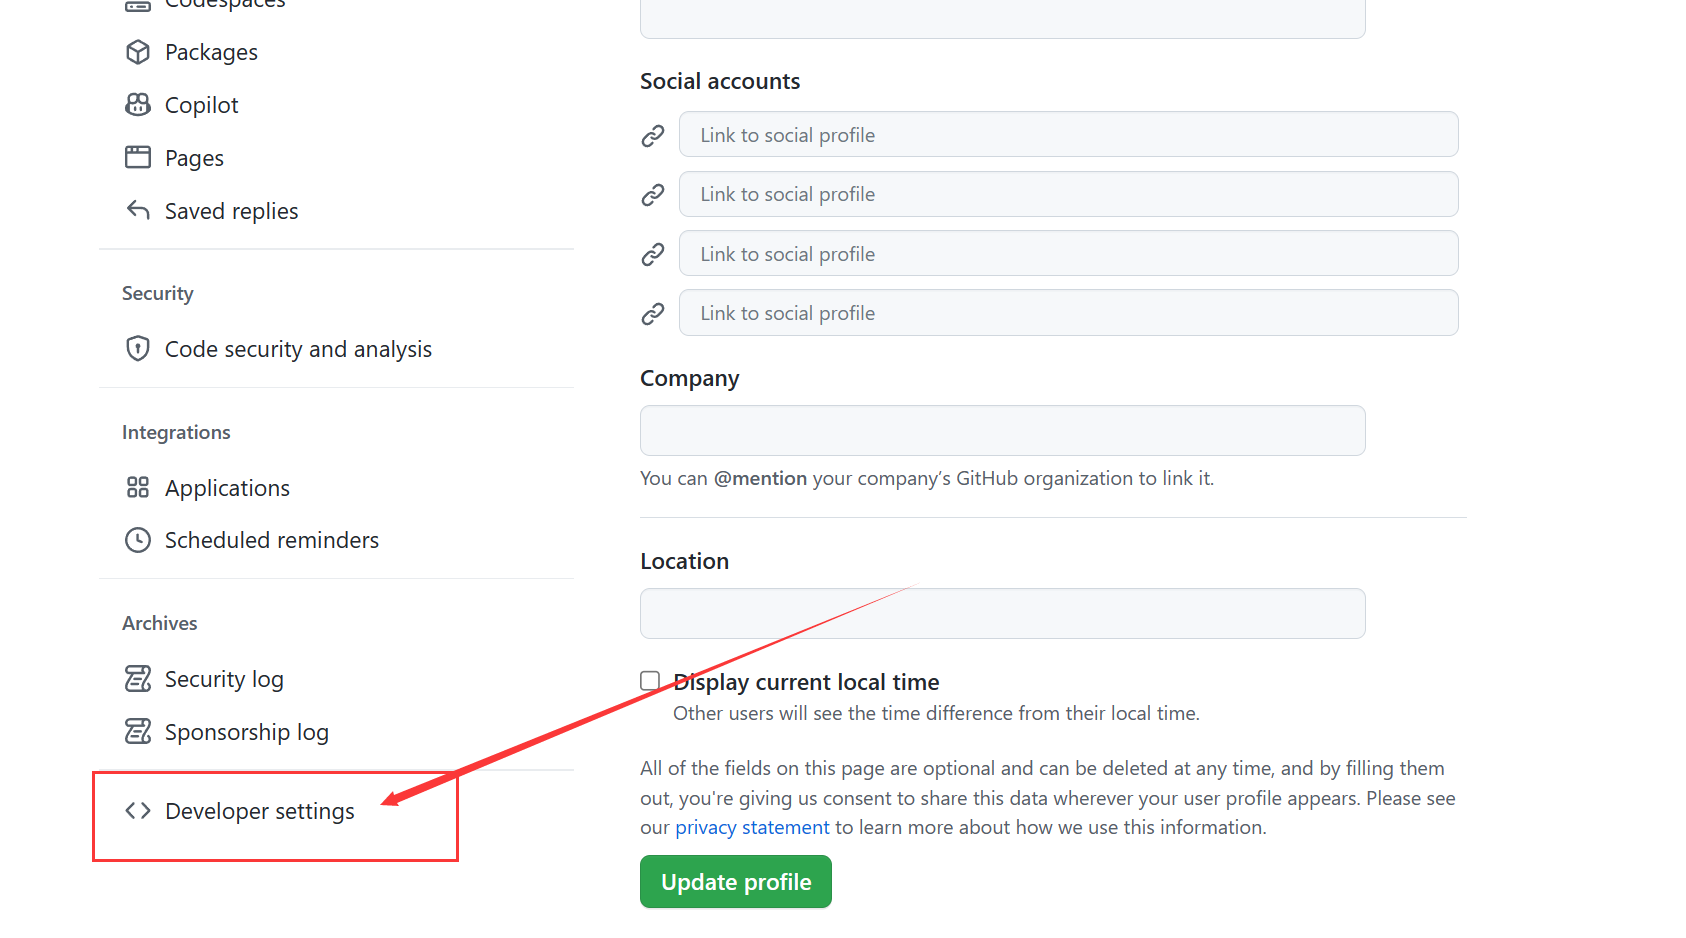 Codespaces
Packages
Copilot
Pages
Saved replies
Security
Code security and analysis
Integrations
Applications
Scheduled reminders
Archives
Security log
Sponsorship log
Developer settings
Social accounts
Link to social profile
Link to social profile
Link to social profile
Link to social profile
Company
You can @mention your company’s GitHub organization to link it.
Location
Display current local time
Other users will see the time difference from their local time.
All of the fields on this page are optional and can be deleted at any time, and by filling them
out, you're giving us consent to share this data wherever your user profile appears. Please see
our privacy statement to learn more about how we use this information.
Update profile